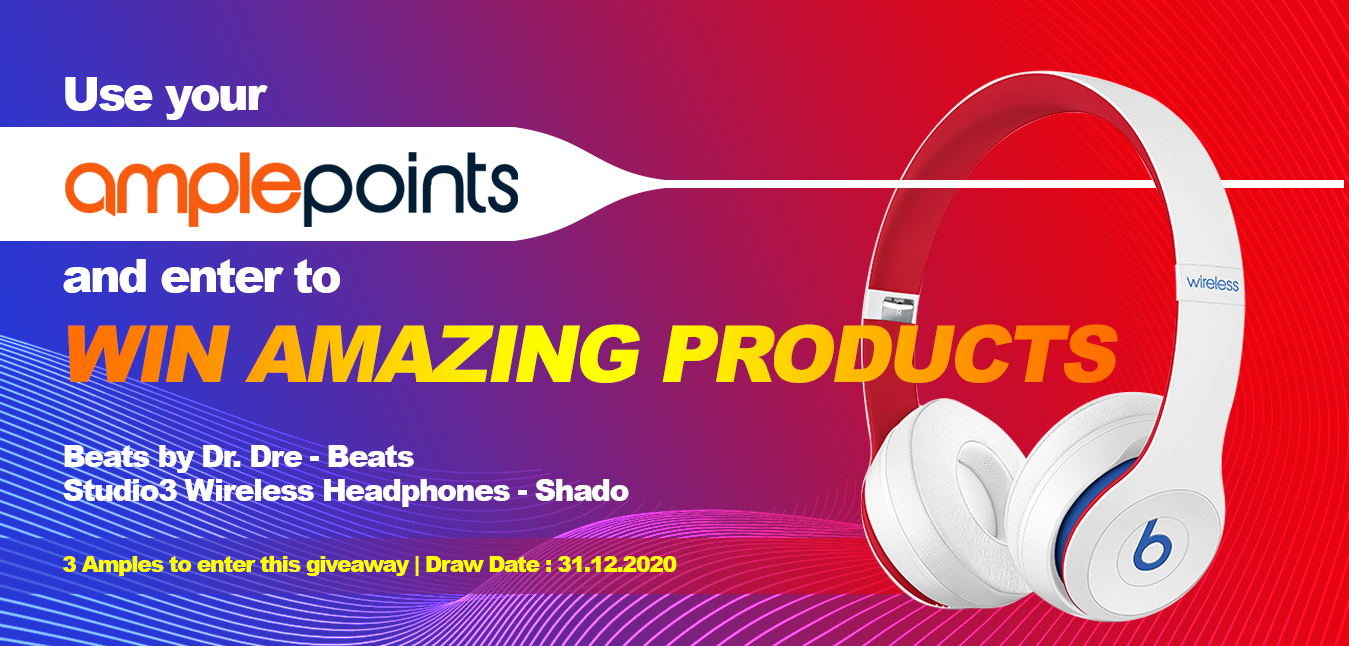 Use your
amplepoints
and enter to
WIN AMAZING PRODUCTS
wireless
Beats by Dr. Dre - Beats
Studio3 Wireless Headphones - Shado
3 Amples to enter this giveaway | Draw Date : 31.12.2020
b